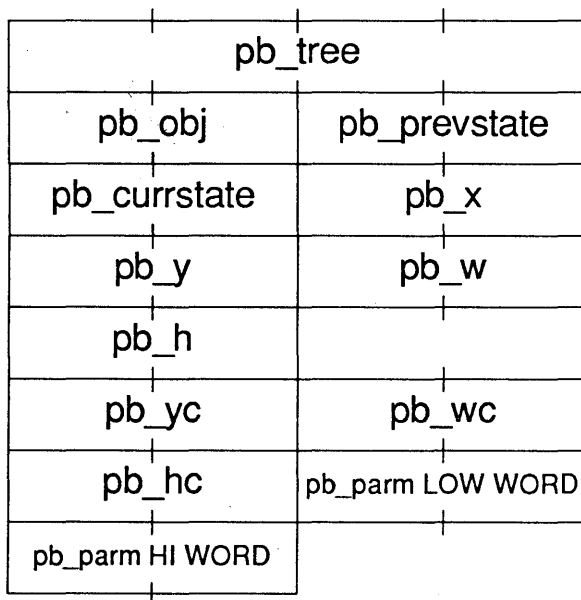 pb_tree
pb_obj pb_prevstate
pb_currstate pb_x
pb_y pb_w
pb_h
pb_yc pb_wc
pb_hc pb_parm LOW WORD
pb_parm HI WORD